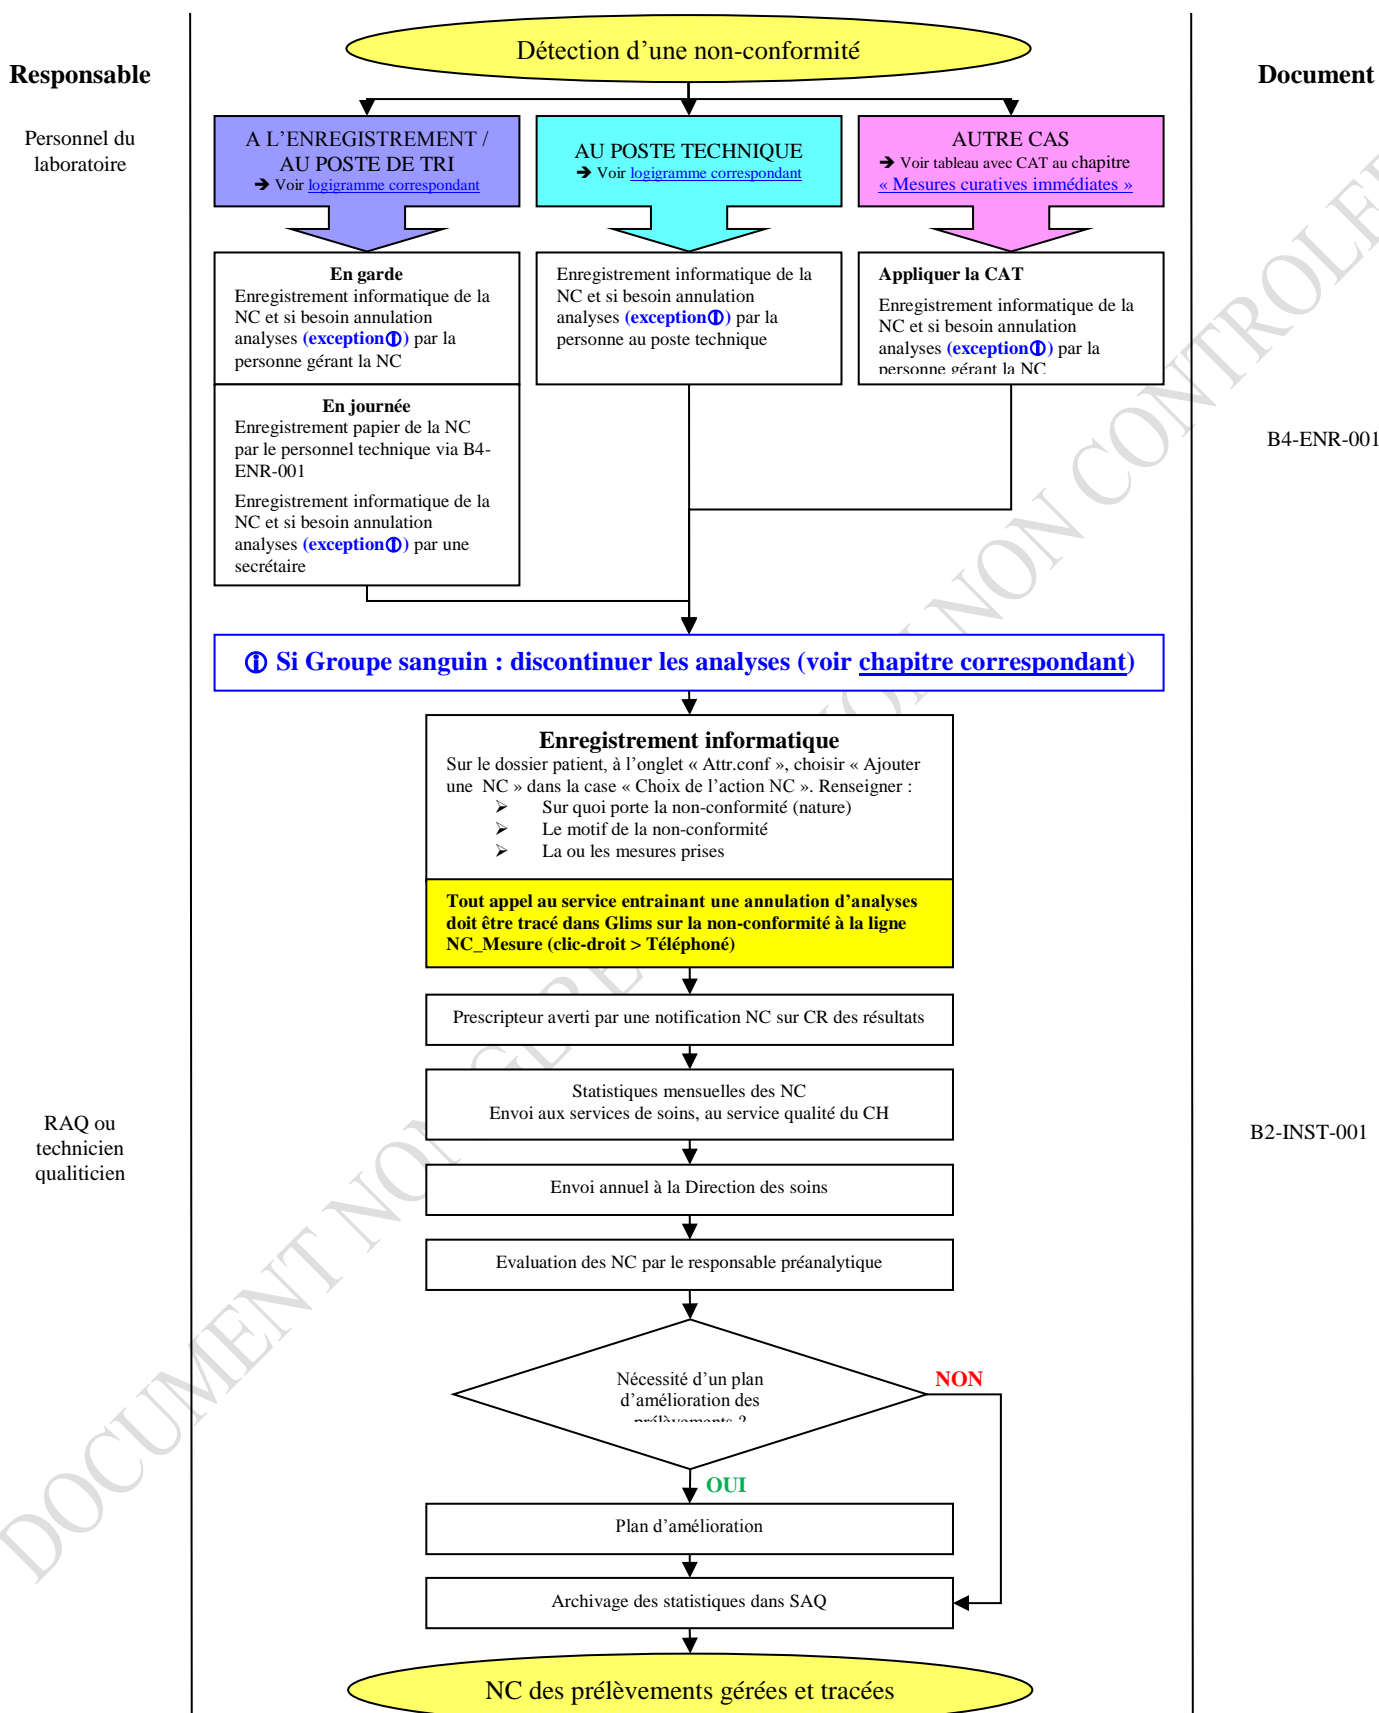 Détection d’une non-conformité
Responsable
Document
Personnel du
laboratoire
A L’ENREGISTREMENT /
AU POSTE DE TRI
➔ Voir logigramme correspondant
AU POSTE TECHNIQUE
➔ Voir logigramme correspondant
AUTRE CAS
➔ Voir tableau avec CAT au chapitre
« Mesures curatives immédiates »
En garde
Enregistrement informatique de la
NC et si besoin annulation
analyses (exception🛈) par la
personne gérant la NC
Enregistrement informatique de la
NC et si besoin annulation
analyses (exception🛈) par la
personne au poste technique
Appliquer la CAT
Enregistrement informatique de la
NC et si besoin annulation
analyses (exception🛈) par la
personne gérant la NC
En journée
Enregistrement papier de la NC
par le personnel technique via B4-
ENR-001
Enregistrement informatique de la
NC et si besoin annulation
analyses (exception🛈) par une
secrétaire
B4-ENR-001
🛈 Si Groupe sanguin : discontinuer les analyses (voir chapitre correspondant)
Enregistrement informatique
Sur le dossier patient, à l’onglet « Attr.conf », choisir « Ajouter
une NC » dans la case « Choix de l’action NC ». Renseigner :
➢ Sur quoi porte la non-conformité (nature)
➢ Le motif de la non-conformité
➢ La ou les mesures prises
Tout appel au service entrainant une annulation d’analyses
doit être tracé dans Glims sur la non-conformité à la ligne
NC_Mesure (clic-droit > Téléphoné)
Prescripteur averti par une notification NC sur CR des résultats
Statistiques mensuelles des NC
Envoi aux services de soins, au service qualité du CH
RAQ ou
technicien
qualiticien
B2-INST-001
Envoi annuel à la Direction des soins
Evaluation des NC par le responsable préanalytique
Nécessité d’un plan
d’amélioration des
prélèvements ?
NON
OUI
Plan d’amélioration
Archivage des statistiques dans SAQ
NC des prélèvements gérées et tracées